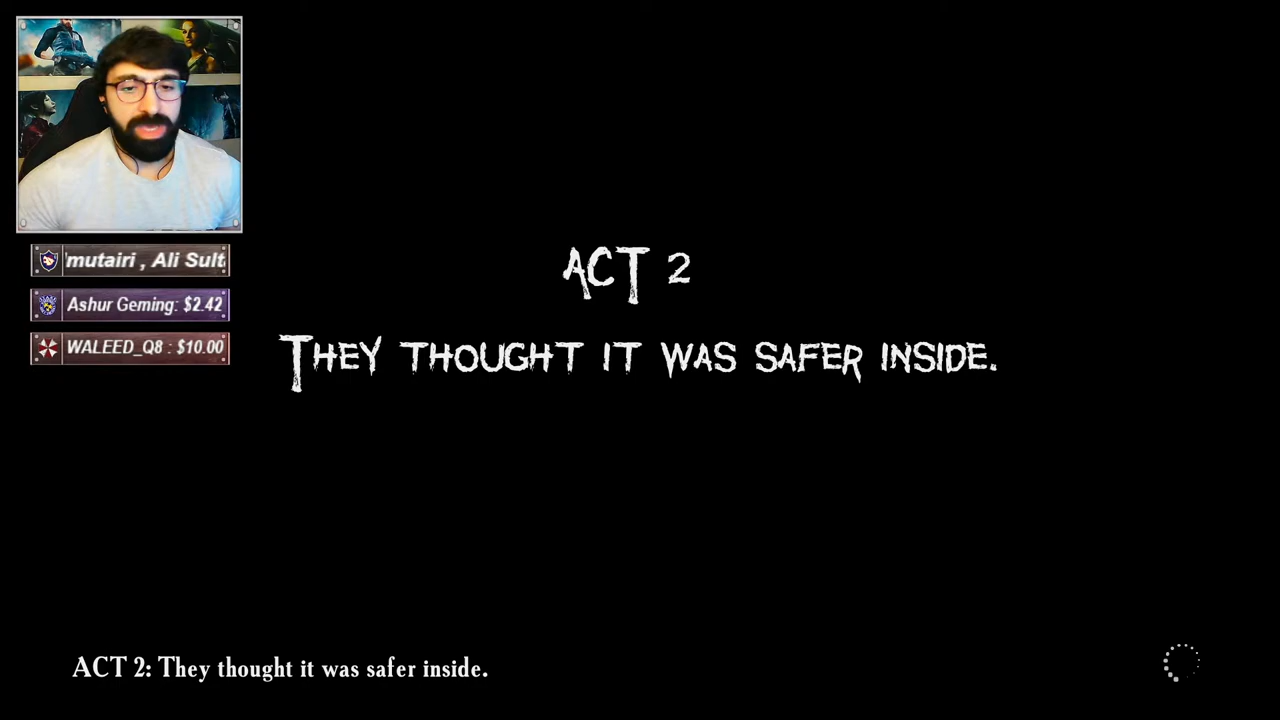 'mutairi , Ali Sult
Ashur Geming: $2.42
WALEED_Q8 : $10.00
ACT 2
THEY THOUGHT IT WAS SAFER INSIDE.
ACT 2: They thought it was safer inside.